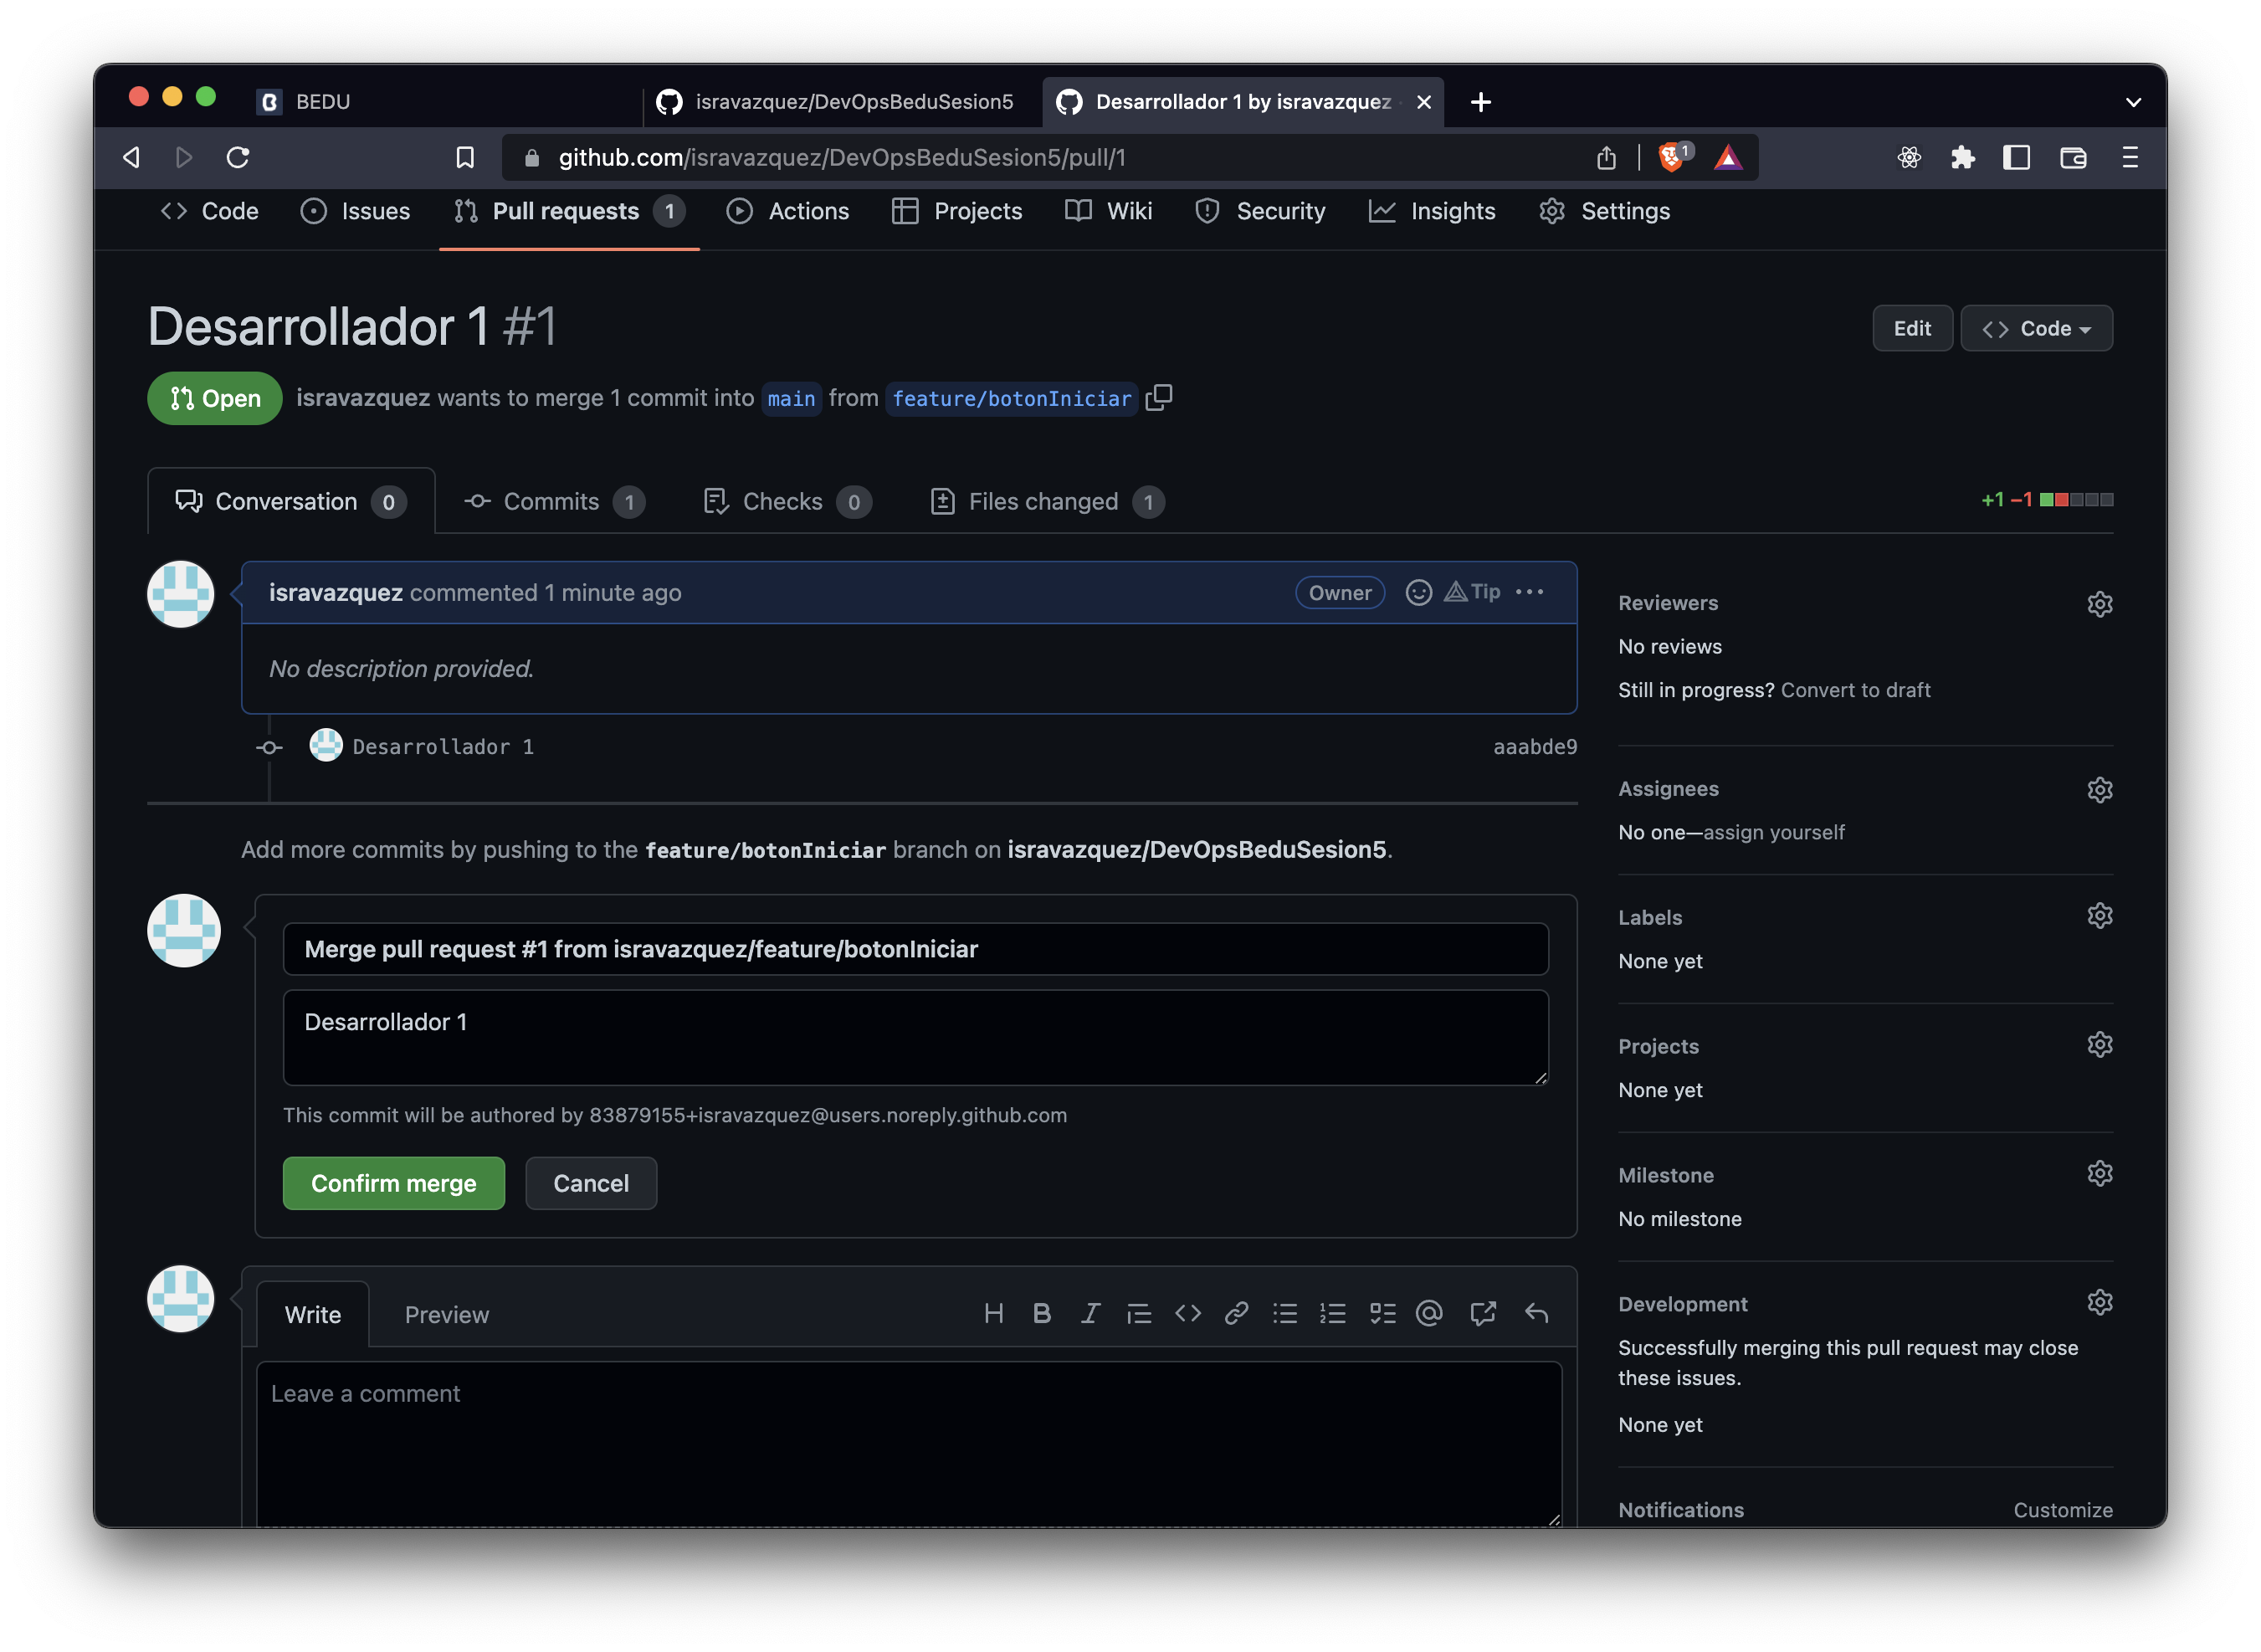 BEDU
isravazquez/DevOpsBeduSesion5
Desarrollador 1 by isravazquez
github.com/isravazquez/DevOpsBeduSesion5/pull/1
1
Code
Issues
Pull requests 1
Actions
Projects
Wiki
Security
Insights
Settings
Desarrollador 1 #1
Edit
Code
Open
isravazquez wants to merge 1 commit into main from feature/botonIniciar
Conversation 0
Commits 1
Checks 0
Files changed 1
+1 −1
isravazquez commented 1 minute ago
Owner
Tip
No description provided.
Desarrollador 1
aaabde9
Add more commits by pushing to the feature/botonIniciar branch on isravazquez/DevOpsBeduSesion5.
Merge pull request #1 from isravazquez/feature/botonIniciar
Desarrollador 1
This commit will be authored by 83879155+isravazquez@users.noreply.github.com
Confirm merge
Cancel
Write
Preview
Leave a comment
Reviewers
No reviews
Still in progress? Convert to draft
Assignees
No one—assign yourself
Labels
None yet
Projects
None yet
Milestone
No milestone
Development
Successfully merging this pull request may close
these issues.
None yet
Notifications
Customize